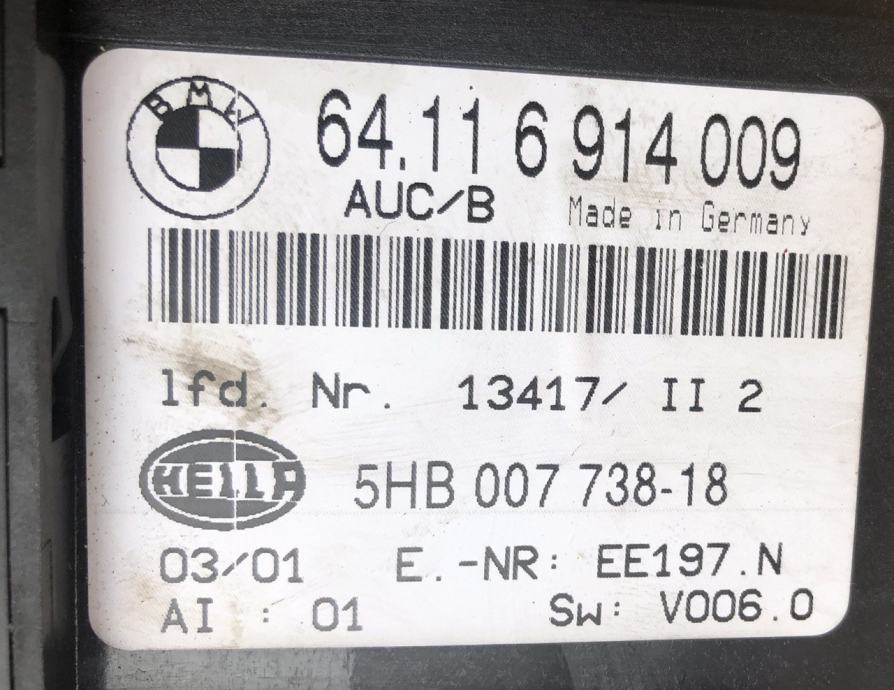 BMW
64.11 6 914 009
AUC/B Made in Germany
lfd. Nr. 13417/ II 2
HELLA 5HB 007 738-18
03/01 E.-NR: EE197.N
AI : 01 Sw: V006.0